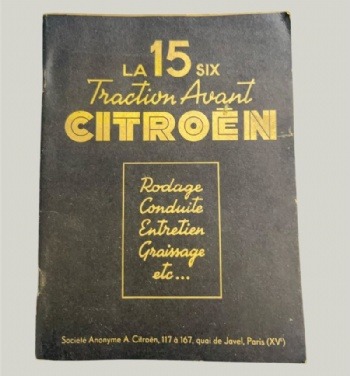 LA 15 SIX
Traction Avant
CITROËN
Rodage
Conduite
Entretien
Graissage
etc...
Société Anonyme A. Citroën, 117 à 167, quai de Javel, Paris (XVᵉ)